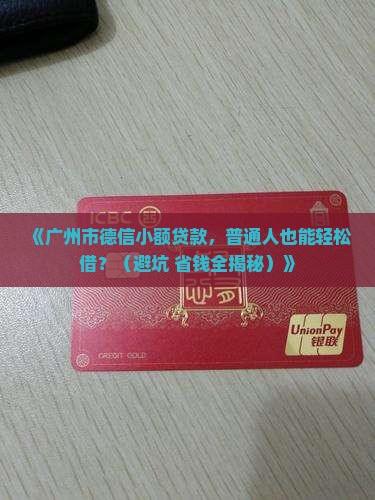 ICBC
《广州市德信小额贷款，普通人也能轻松
借？（避坑 省钱全揭秘）》
UnionPay
银联
CREDIT GOLD